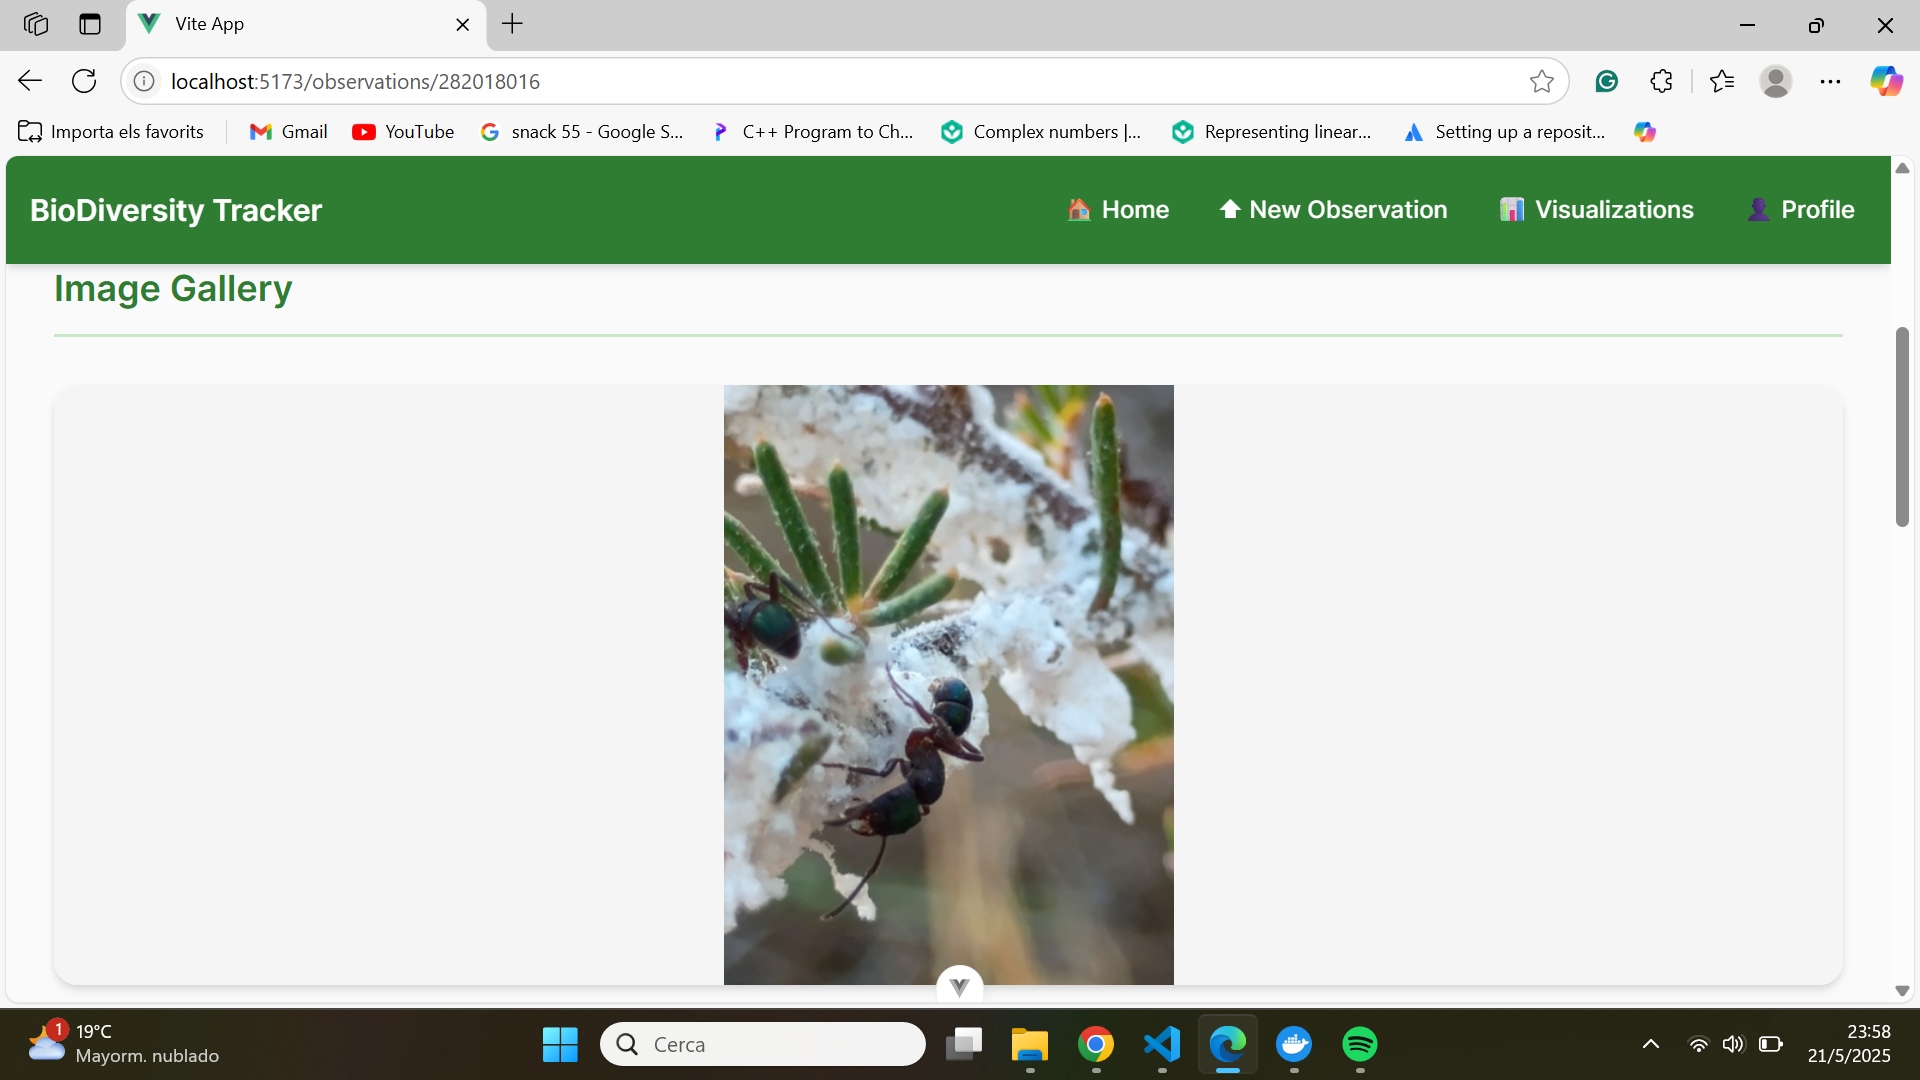 Vite App
localhost:5173/observations/282018016
Importa els favorits
Gmail
YouTube
snack 55 - Google S...
C++ Program to Ch...
Complex numbers |...
Representing linear...
Setting up a reposit...
BioDiversity Tracker
Home
New Observation
Visualizations
Profile
Image Gallery
1
19°C
Mayorm. nublado
Cerca
23:58
21/5/2025